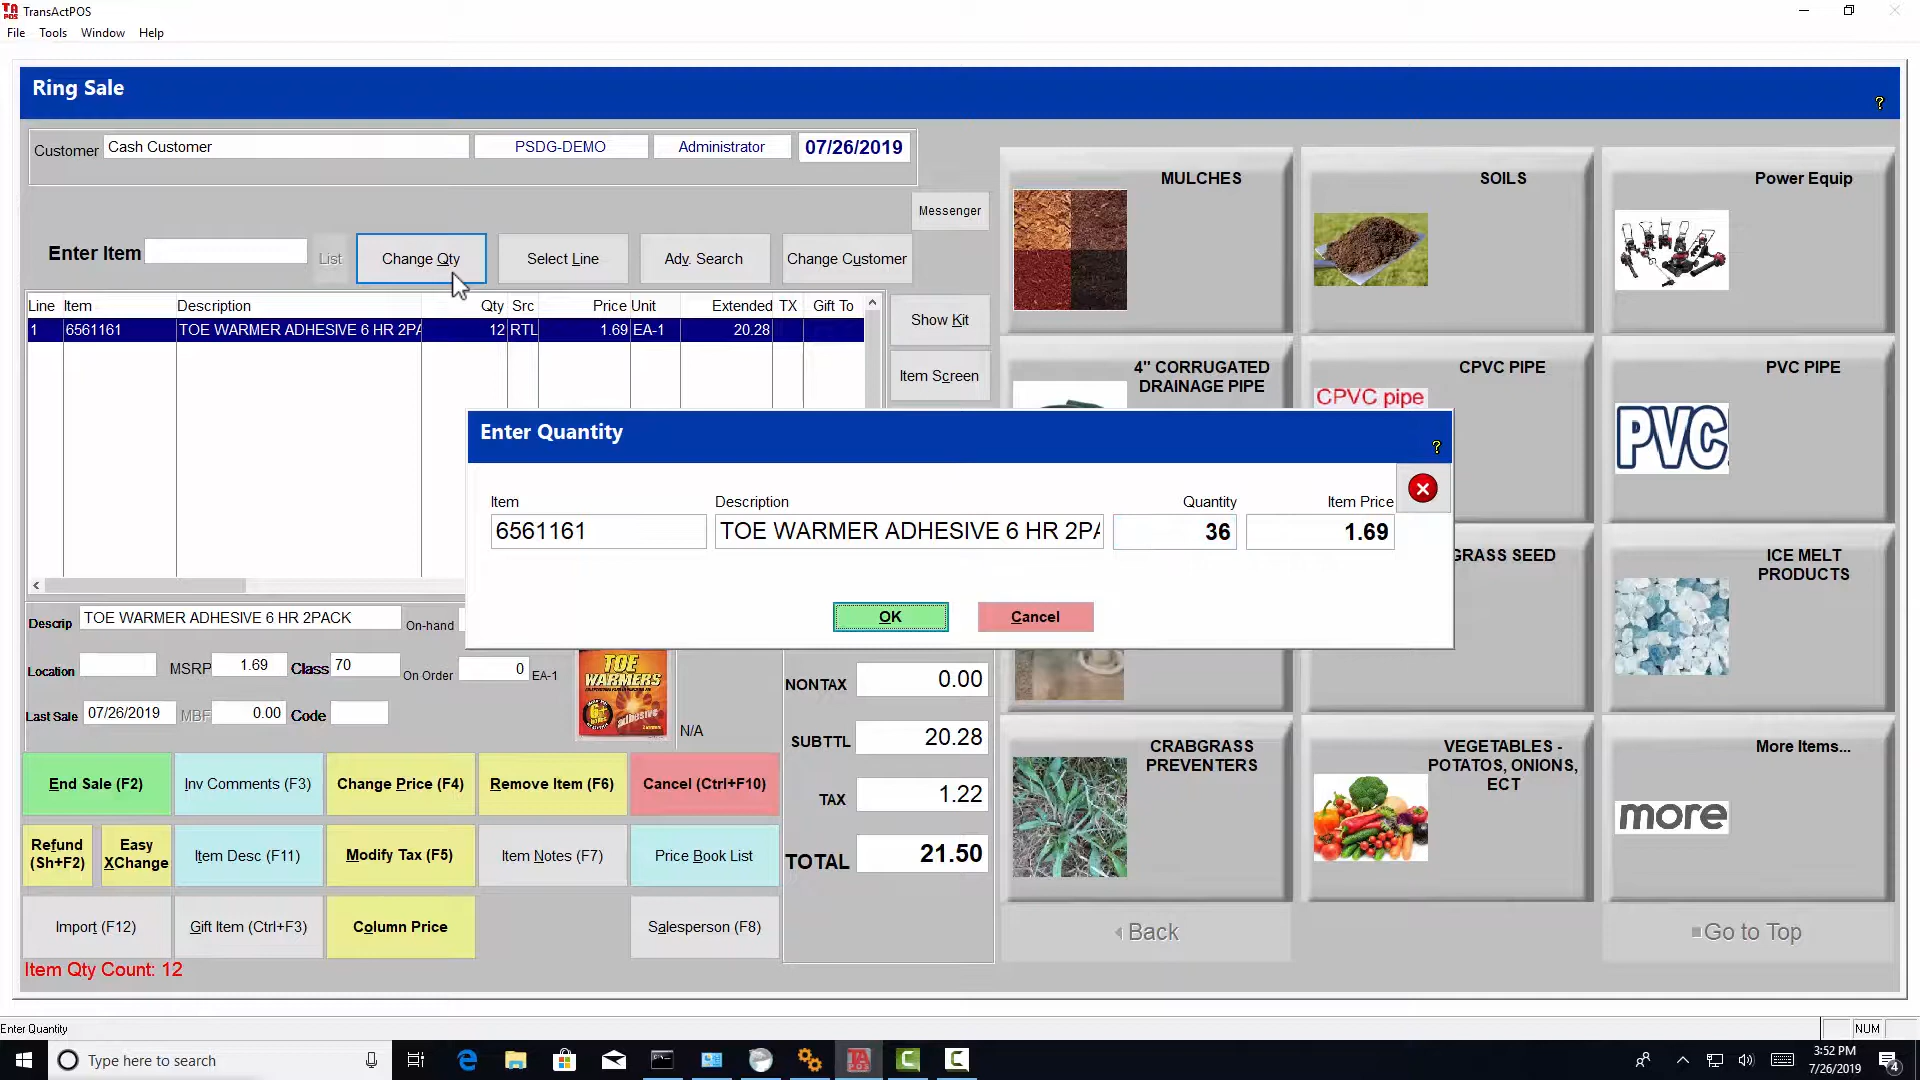 TransActPOS
File Tools Window Help
Ring Sale
?
Customer Cash Customer PSDG-DEMO Administrator 07/26/2019
Messenger
Enter Item List Change Qty Select Line Adv. Search Change Customer
Line Item Description Qty Src Price Unit Extended TX Gift To
1 6561161 TOE WARMER ADHESIVE 6 HR 2PA 12 RTL 1.69 EA-1 20.28
Show Kit
Item Screen
MULCHES
SOILS
Power Equip
4" CORRUGATED
DRAINAGE PIPE
CPVC PIPE
CPVC pipe
PVC PIPE
PVC
Enter Quantity
?
Item Description Quantity Item Price
6561161 TOE WARMER ADHESIVE 6 HR 2PA 36 1.69
OK Cancel
GRASS SEED
ICE MELT
PRODUCTS
Descrip TOE WARMER ADHESIVE 6 HR 2PACK On-hand
Location MSRP 1.69 Class 70 On Order 0 EA-1
Last Sale 07/26/2019 MBF 0.00 Code
TOE
WARMERS
adhesive
N/A
NONTAX 0.00
SUBTTL 20.28
TAX 1.22
TOTAL 21.50
End Sale (F2) Inv Comments (F3) Change Price (F4) Remove Item (F6) Cancel (Ctrl+F10)
Refund
(Sh+F2)
Easy
XChange
Item Desc (F11) Modify Tax (F5) Item Notes (F7) Price Book List
Import (F12) Gift Item (Ctrl+F3) Column Price Salesperson (F8)
Item Qty Count: 12
CRABGRASS
PREVENTERS
VEGETABLES -
POTATOS, ONIONS,
ECT
More Items...
more
Back
Go to Top
Enter Quantity
NUM
Type here to search
3:52 PM
7/26/2019
4